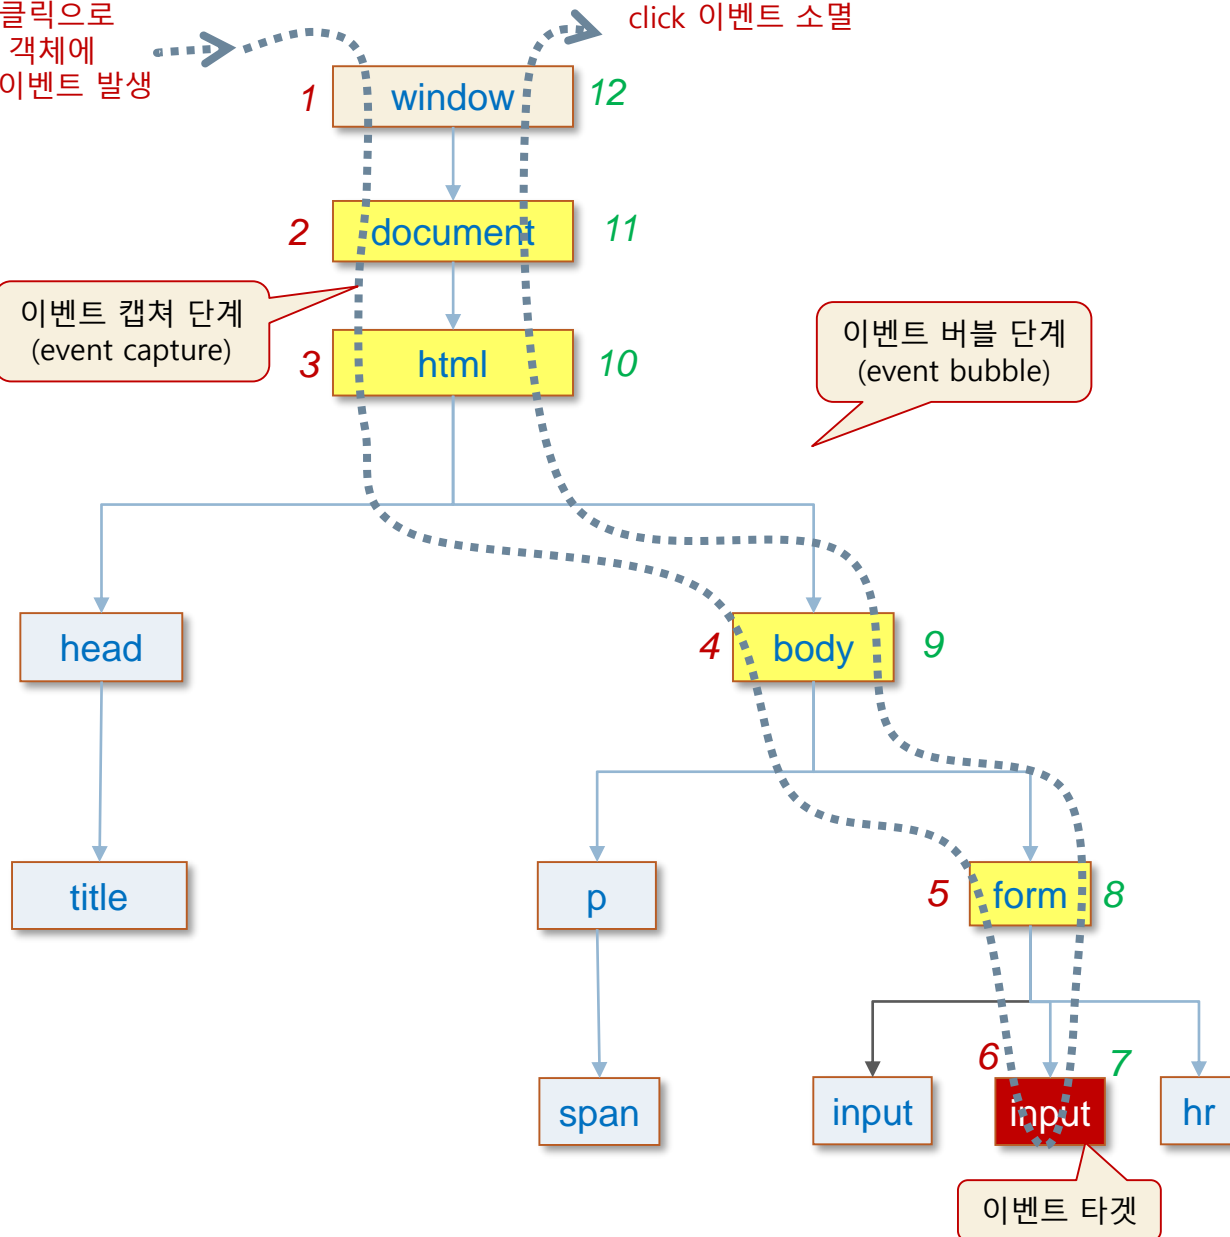 클릭으로
객체에
이벤트 발생
click 이벤트 소멸
1
window
12
2
document
11
이벤트 캡쳐 단계
(event capture)
3
html
10
이벤트 버블 단계
(event bubble)
head
4
body
9
title
p
5
form
8
6
7
span
input
input
hr
이벤트 타겟